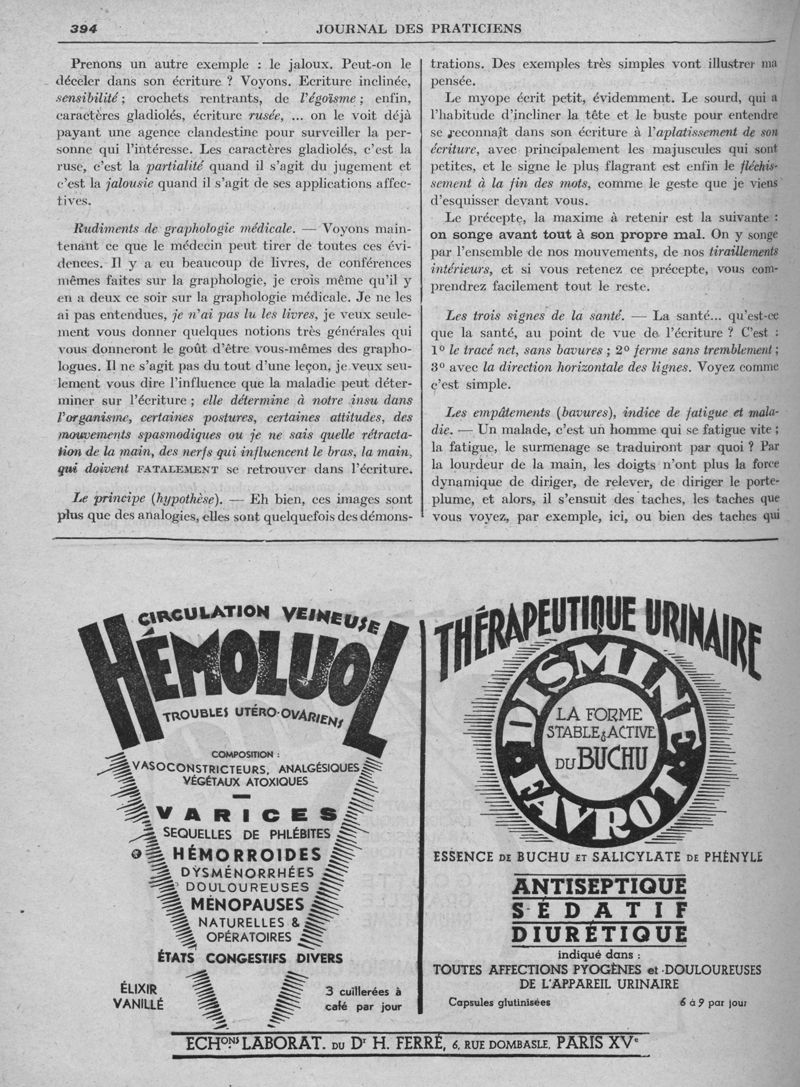 394
JOURNAL DES PRATICIENS
Prenons un autre exemple : le jaloux. Peut-on le
déceler dans son écriture ? Voyons. Ecriture inclinée,
sensibilité ; crochets rentrants, de l'égoïsme ; enfin,
caractères gladiolés, écriture rusée, ... on le voit déjà
payant une agence clandestine pour surveiller la per-
sonne qui l'intéresse. Les caractères gladiolés, c'est la
ruse, c'est la partialité quand il s'agit du jugement et
c'est la jalousie quand il s'agit de ses applications affec-
tives.
Rudiments de graphologie médicale. — Voyons main-
tenant ce que le médecin peut tirer de toutes ces évi-
dences. Il y a eu beaucoup de livres, de conférences
mêmes faites sur la graphologie, je crois même qu'il y
en a deux ce soir sur la graphologie médicale. Je ne les
ai pas entendues, je n'ai pas lu les livres, je veux seule-
ment vous donner quelques notions très générales qui
vous donneront le goût d'être vous-mêmes des grapho-
logues. Il ne s'agit pas du tout d'une leçon, je veux seu-
lement vous dire l'influence que la maladie peut déter-
miner sur l'écriture ; elle détermine à notre insu dans
l'organisme, certaines postures, certaines attitudes, des
mouvements spasmodiques ou je ne sais quelle rétracta-
tion de la main, des nerfs qui influencent le bras, la main,
qui doivent FATALEMENT se retrouver dans l'écriture.
Le principe (hypothèse). — Eh bien, ces images sont
plus que des analogies, elles sont quelquefois des démons-
trations. Des exemples très simples vont illustrer ma
pensée.
Le myope écrit petit, évidemment. Le sourd, qui a
l'habitude d'incliner la tête et le buste pour entendre
se reconnaît dans son écriture à l'aplatissement de son
écriture, avec principalement les majuscules qui sont
petites, et le signe le plus flagrant est enfin le fléchis-
sement à la fin des mots, comme le geste que je viens
d'esquisser devant vous.
Le précepte, la maxime à retenir est la suivante :
on songe avant tout à son propre mal. On y songe
par l'ensemble de nos mouvements, de nos tiraillements
intérieurs, et si vous retenez ce précepte, vous com-
prendrez facilement tout le reste.
Les trois signes de la santé. — La santé... qu'est-ce
que la santé, au point de vue de l'écriture ? C'est :
1° le tracé net, sans bavures ; 2° ferme sans tremblement ;
3° avec la direction horizontale des lignes. Voyez comme
c'est simple.
Les empâtements (bavures), indice de fatigue et mala-
die. — Un malade, c'est un homme qui se fatigue vite ;
la fatigue, le surmenage se traduiront par quoi ? Par
la lourdeur de la main, les doigts n'ont plus la force
dynamique de diriger, de relever, de diriger le porte-
plume, et alors, il s'ensuit des taches, les taches que
vous voyez, par exemple, ici, ou bien des taches qui
CIRCULATION VEINEUSE
HÉMOLUOL
TROUBLES UTÉRO-OVARIENS
COMPOSITION :
VASOCONSTRICTEURS, ANALGÉSIQUES
VÉGÉTAUX ATOXIQUES
VARICES
SEQUELLES DE PHLÉBITES
HÉMORROIDES
DYSMÉNORRHÉES
DOULOUREUSES
MÉNOPAUSES
NATURELLES &
OPÉRATOIRES
ÉTATS CONGESTIFS DIVERS
ÉLIXIR
VANILLÉ
3 cuillerées à
café par jour
THÉRAPEUTIQUE URINAIRE
DISMINE
FAVROT
LA FORME
STABLE & ACTIVE
DU BUCHU
ESSENCE DE BUCHU ET SALICYLATE DE PHÉNYLE
ANTISEPTIQUE
SÉDATIF
DIURÉTIQUE
indiqué dans :
TOUTES AFFECTIONS PYOGÈNES et DOULOUREUSES
DE L'APPAREIL URINAIRE
Capsules glutinisées
6 à 9 par jour
ECHONS LABORAT. DU Dr H. FERRÉ, 6, RUE DOMBASLE, PARIS XVe